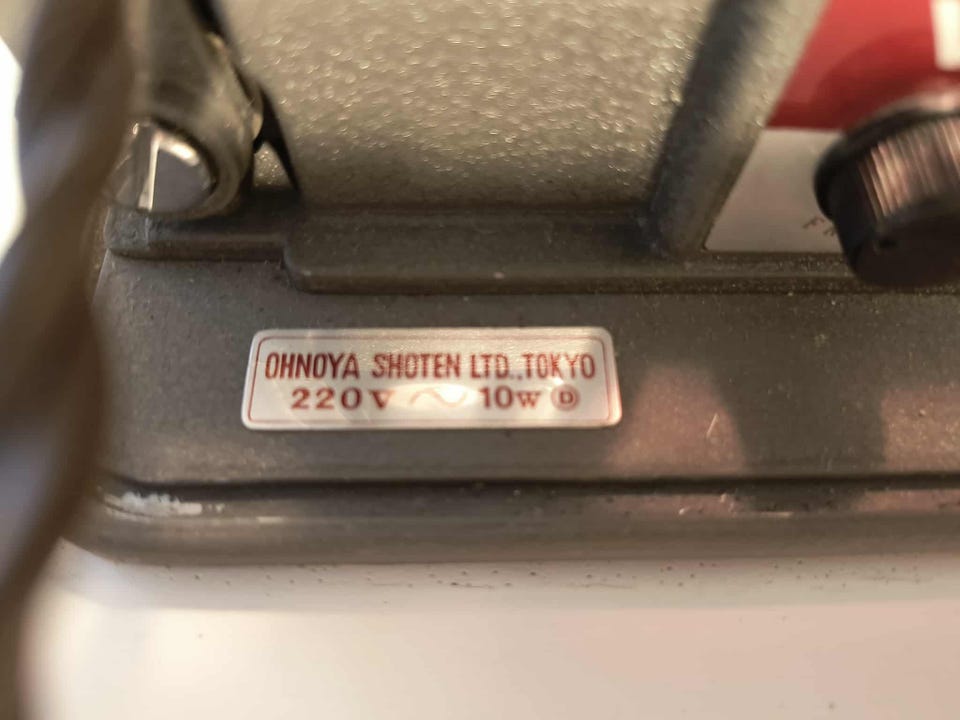 OHNOYA SHOTEN LTD., TOKYO
220V ~ 10W Ⓓ